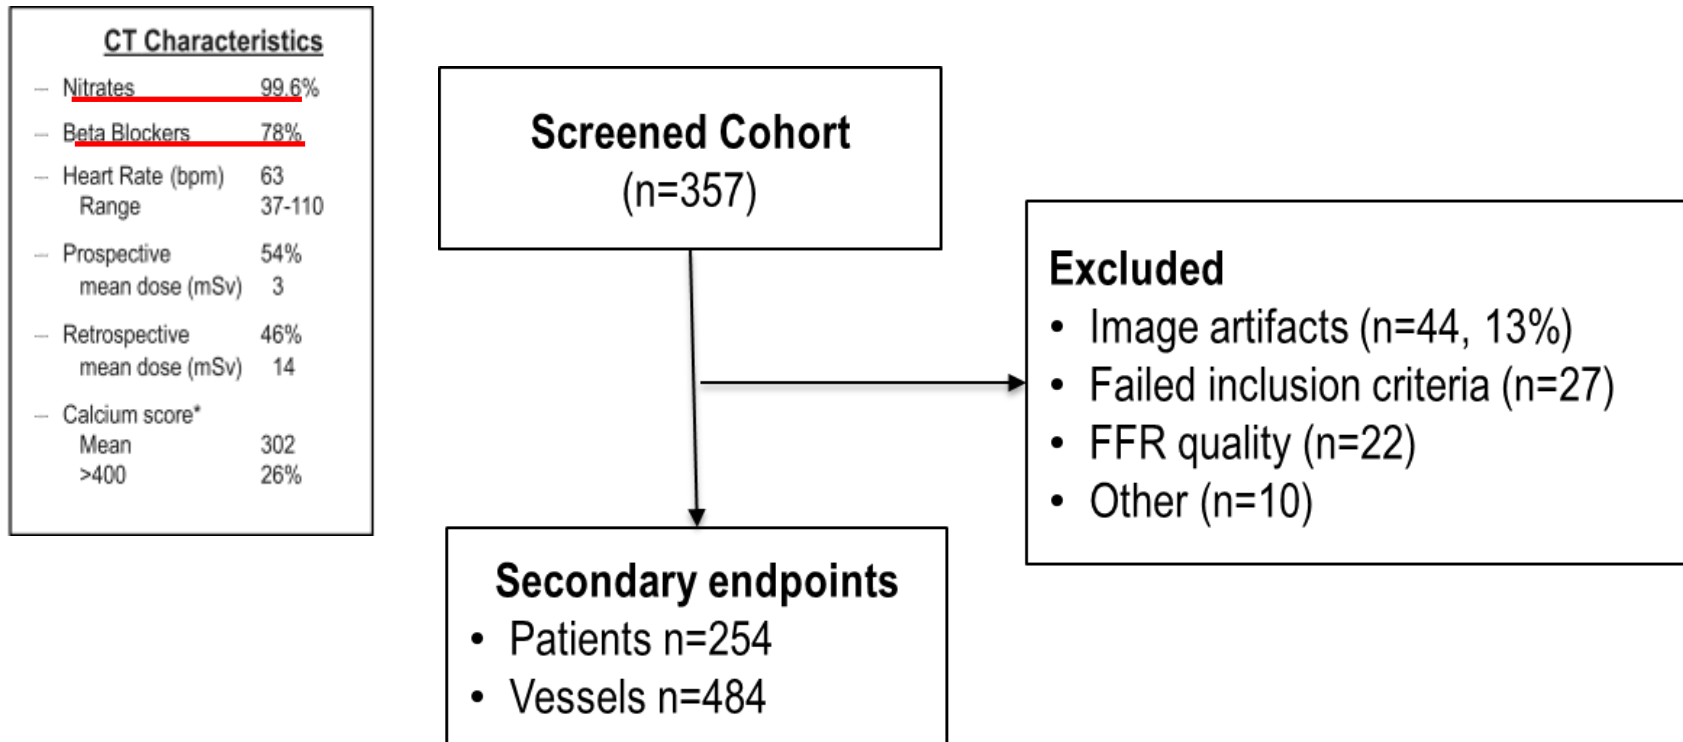 CT Characteristics
— Nitrates 99.6%
— Beta Blockers 78%
— Heart Rate (bpm) 63
Range 37-110
— Prospective 54%
mean dose (mSv) 3
— Retrospective 46%
mean dose (mSv) 14
— Calcium score*
Mean 302
>400 26%
Screened Cohort
(n=357)
Excluded
• Image artifacts (n=44, 13%)
• Failed inclusion criteria (n=27)
• FFR quality (n=22)
• Other (n=10)
Secondary endpoints
• Patients n=254
• Vessels n=484